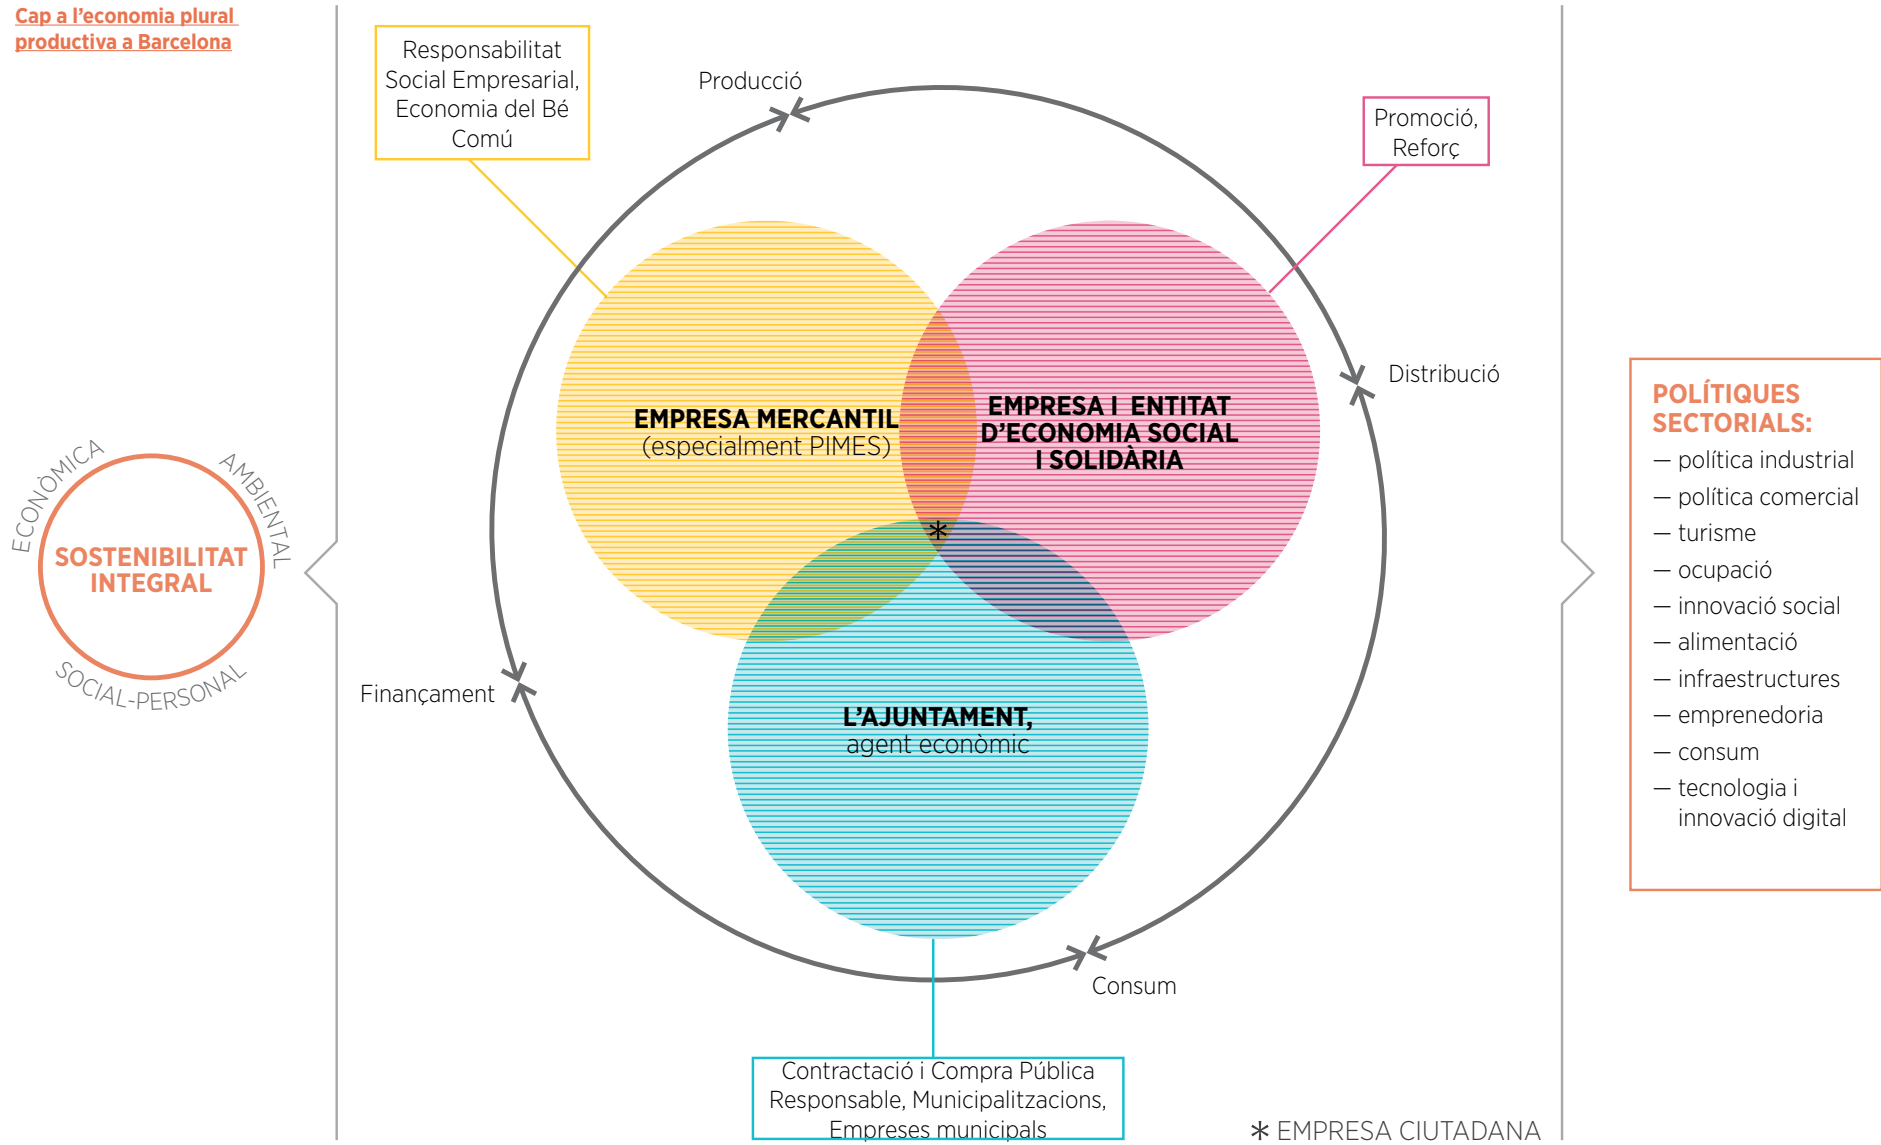 Cap a l'economia plural
productiva a Barcelona
Responsabilitat
Social Empresarial,
Economia del Bé
Comú
Producció
Promoció,
Reforç
Distribució
EMPRESA MERCANTIL
(especialment PIMES)
EMPRESA I ENTITAT
D'ECONOMIA SOCIAL
I SOLIDÀRIA
*
L'AJUNTAMENT,
agent econòmic
ECONÒMICA
AMBIENTAL
SOSTENIBILITAT
INTEGRAL
SOCIAL-PERSONAL
Finançament
Consum
Contractació i Compra Pública
Responsable, Municipalitzacions,
Empreses municipals
* EMPRESA CIUTADANA
POLÍTIQUES
SECTORIALS:
— política industrial
— política comercial
— turisme
— ocupació
— innovació social
— alimentació
— infraestructures
— emprenedoria
— consum
— tecnologia i
innovació digital